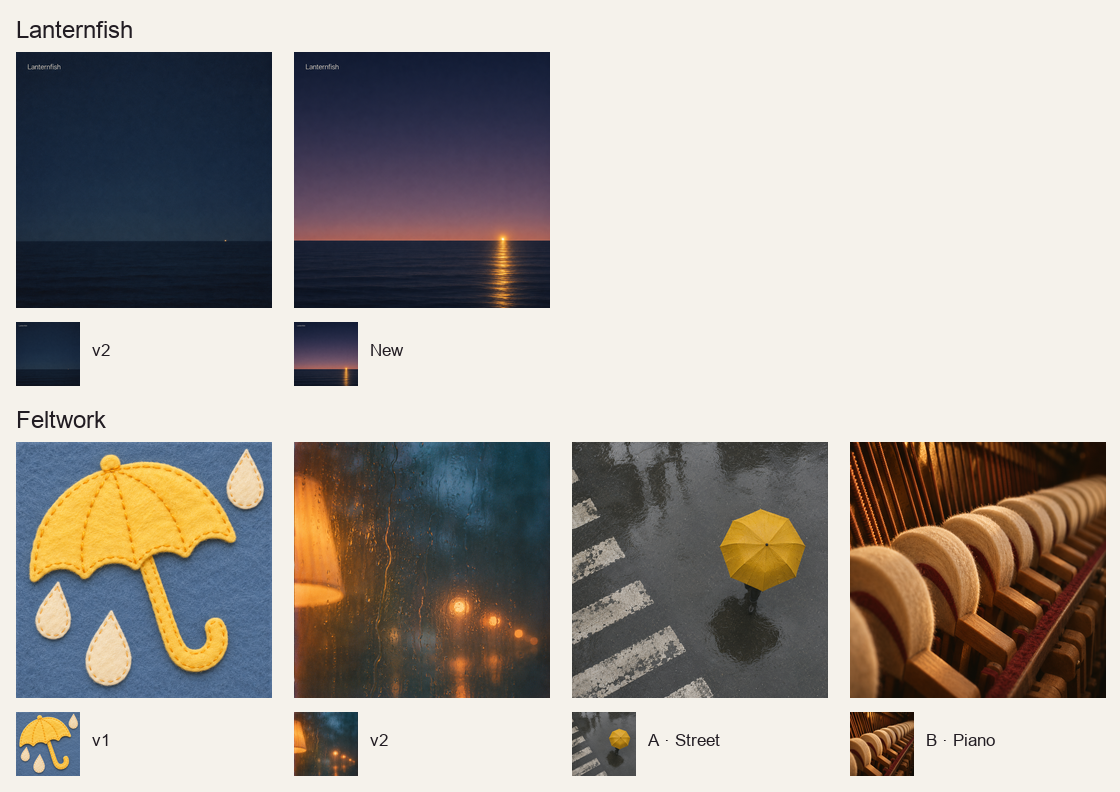 Lanternfish
Lanternfish
Lanternfish
v2
New
Feltwork
v1
v2
A · Street
B · Piano